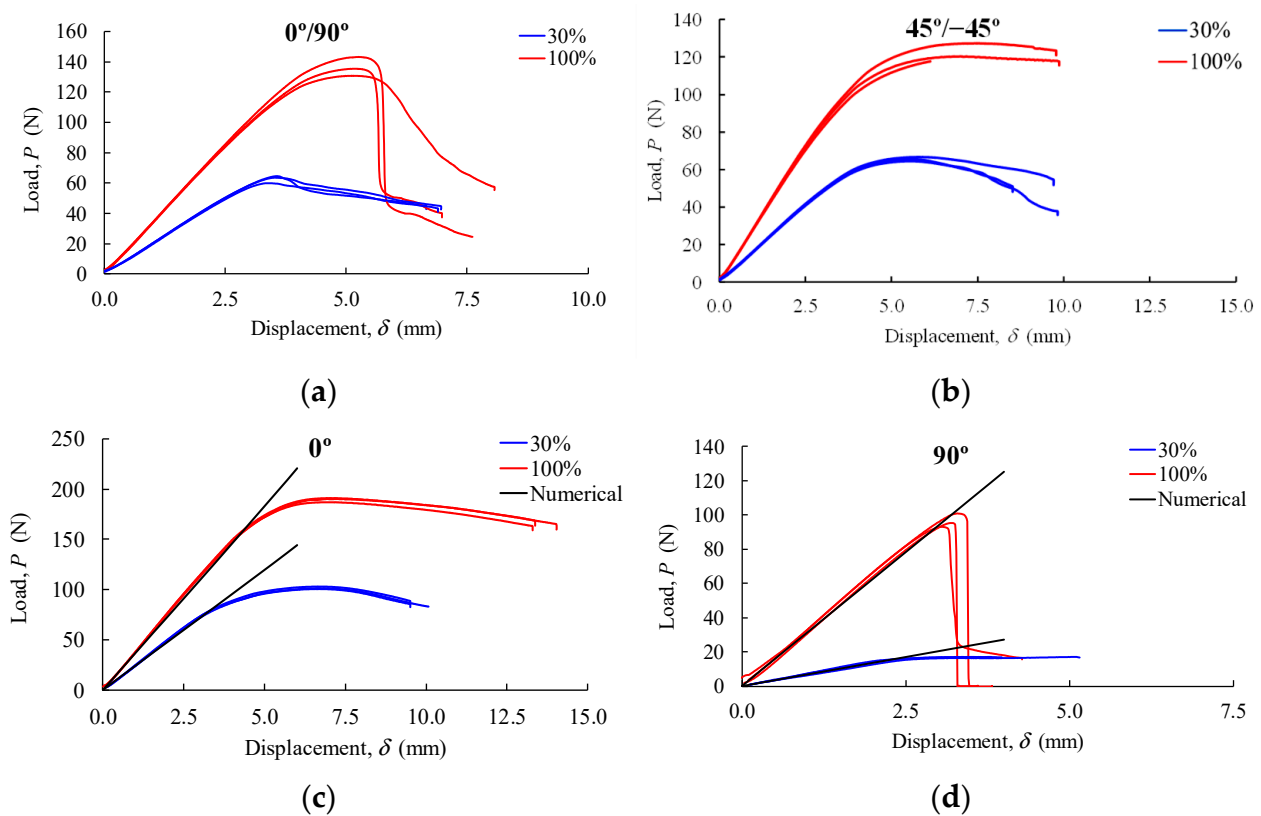 0º/90º
30%
100%
160
140
120
100
80
60
40
20
0
0.0 2.5 5.0 7.5 10.0
Load, P (N)
Displacement, δ (mm)
(a)
45º/−45º
30%
100%
140
120
100
80
60
40
20
0
0.0 2.5 5.0 7.5 10.0 12.5 15.0
Load, P (N)
Displacement, δ (mm)
(b)
0º
30%
100%
Numerical
250
200
150
100
50
0
0.0 2.5 5.0 7.5 10.0 12.5 15.0
Load, P (N)
Displacement, δ (mm)
(c)
90º
30%
100%
Numerical
140
120
100
80
60
40
20
0
0.0 2.5 5.0 7.5
Load, P (N)
Displacement, δ (mm)
(d)